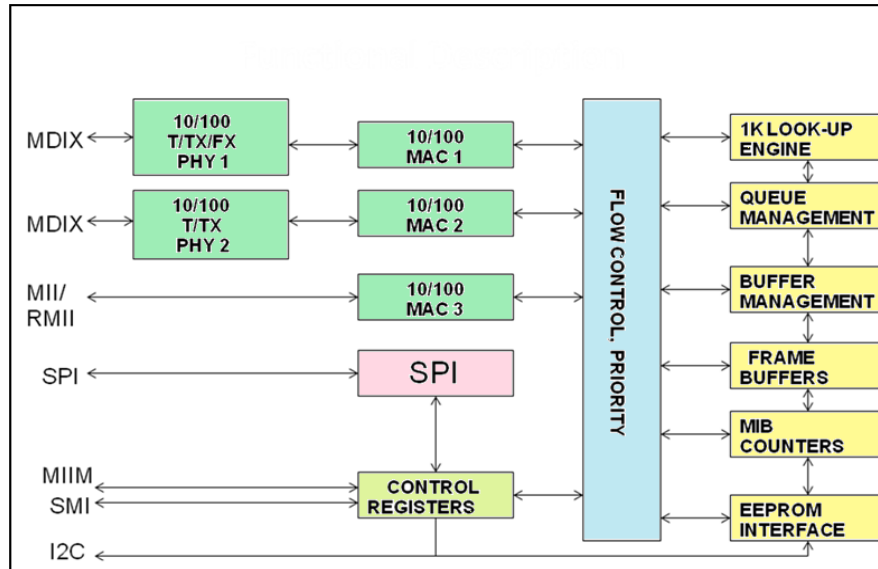 MDIX
10/100
T/TX/FX
PHY 1
10/100
MAC 1
1K LOOK-UP
ENGINE
MDIX
10/100
T/TX
PHY 2
10/100
MAC 2
QUEUE
MANAGEMENT
MII/
RMII
10/100
MAC 3
FLOW CONTROL, PRIORITY
BUFFER
MANAGEMENT
SPI
SPI
FRAME
BUFFERS
MIB
COUNTERS
MIIM
SMI
CONTROL
REGISTERS
EEPROM
INTERFACE
I2C